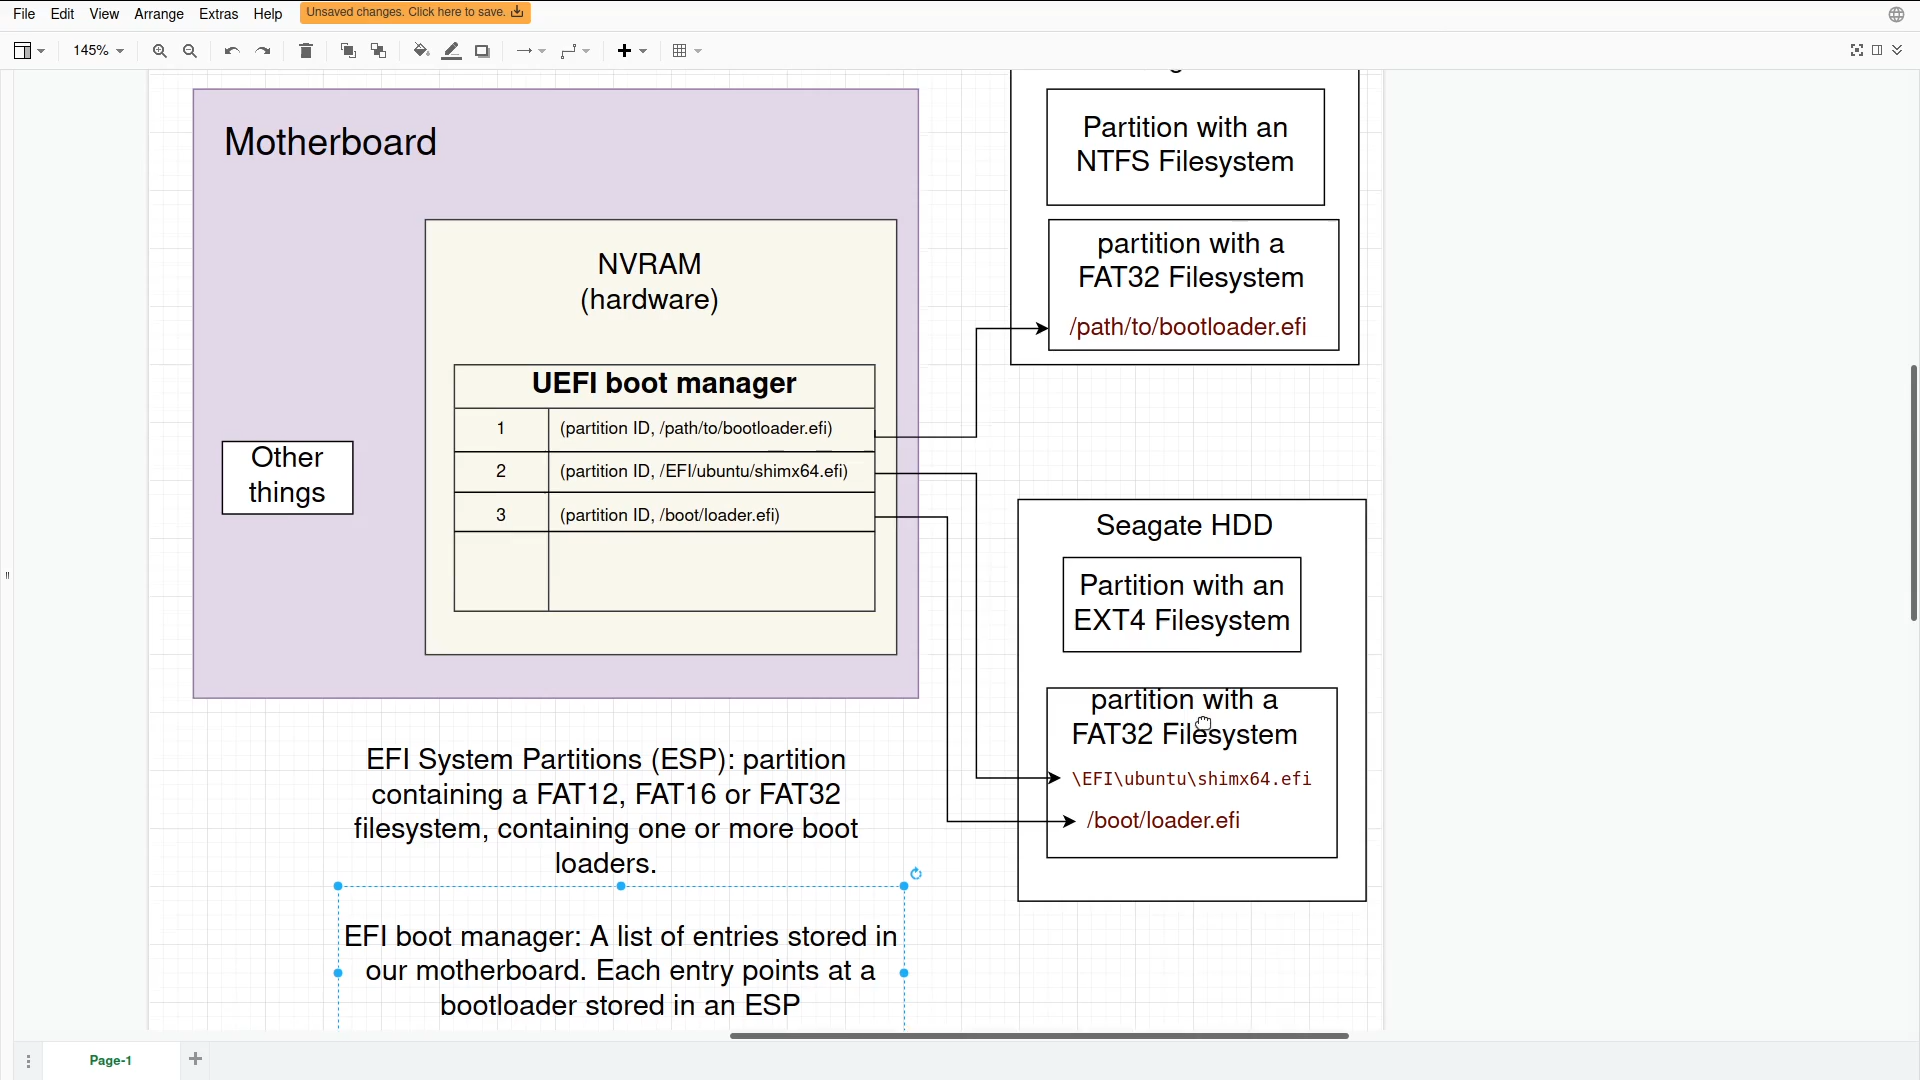 File Edit View Arrange Extras Help Unsaved changes. Click here to save.
145%
Motherboard
NVRAM
(hardware)
UEFI boot manager
1 (partition ID, /path/to/bootloader.efi)
2 (partition ID, /EFI/ubuntu/shimx64.efi)
3 (partition ID, /boot/loader.efi)
Other
things
Partition with an
NTFS Filesystem
partition with a
FAT32 Filesystem
/path/to/bootloader.efi
Seagate HDD
Partition with an
EXT4 Filesystem
partition with a
FAT32 Filesystem
\EFI\ubuntu\shimx64.efi
/boot/loader.efi
EFI System Partitions (ESP): partition
containing a FAT12, FAT16 or FAT32
filesystem, containing one or more boot
loaders.
EFI boot manager: A list of entries stored in
our motherboard. Each entry points at a
bootloader stored in an ESP
Page-1